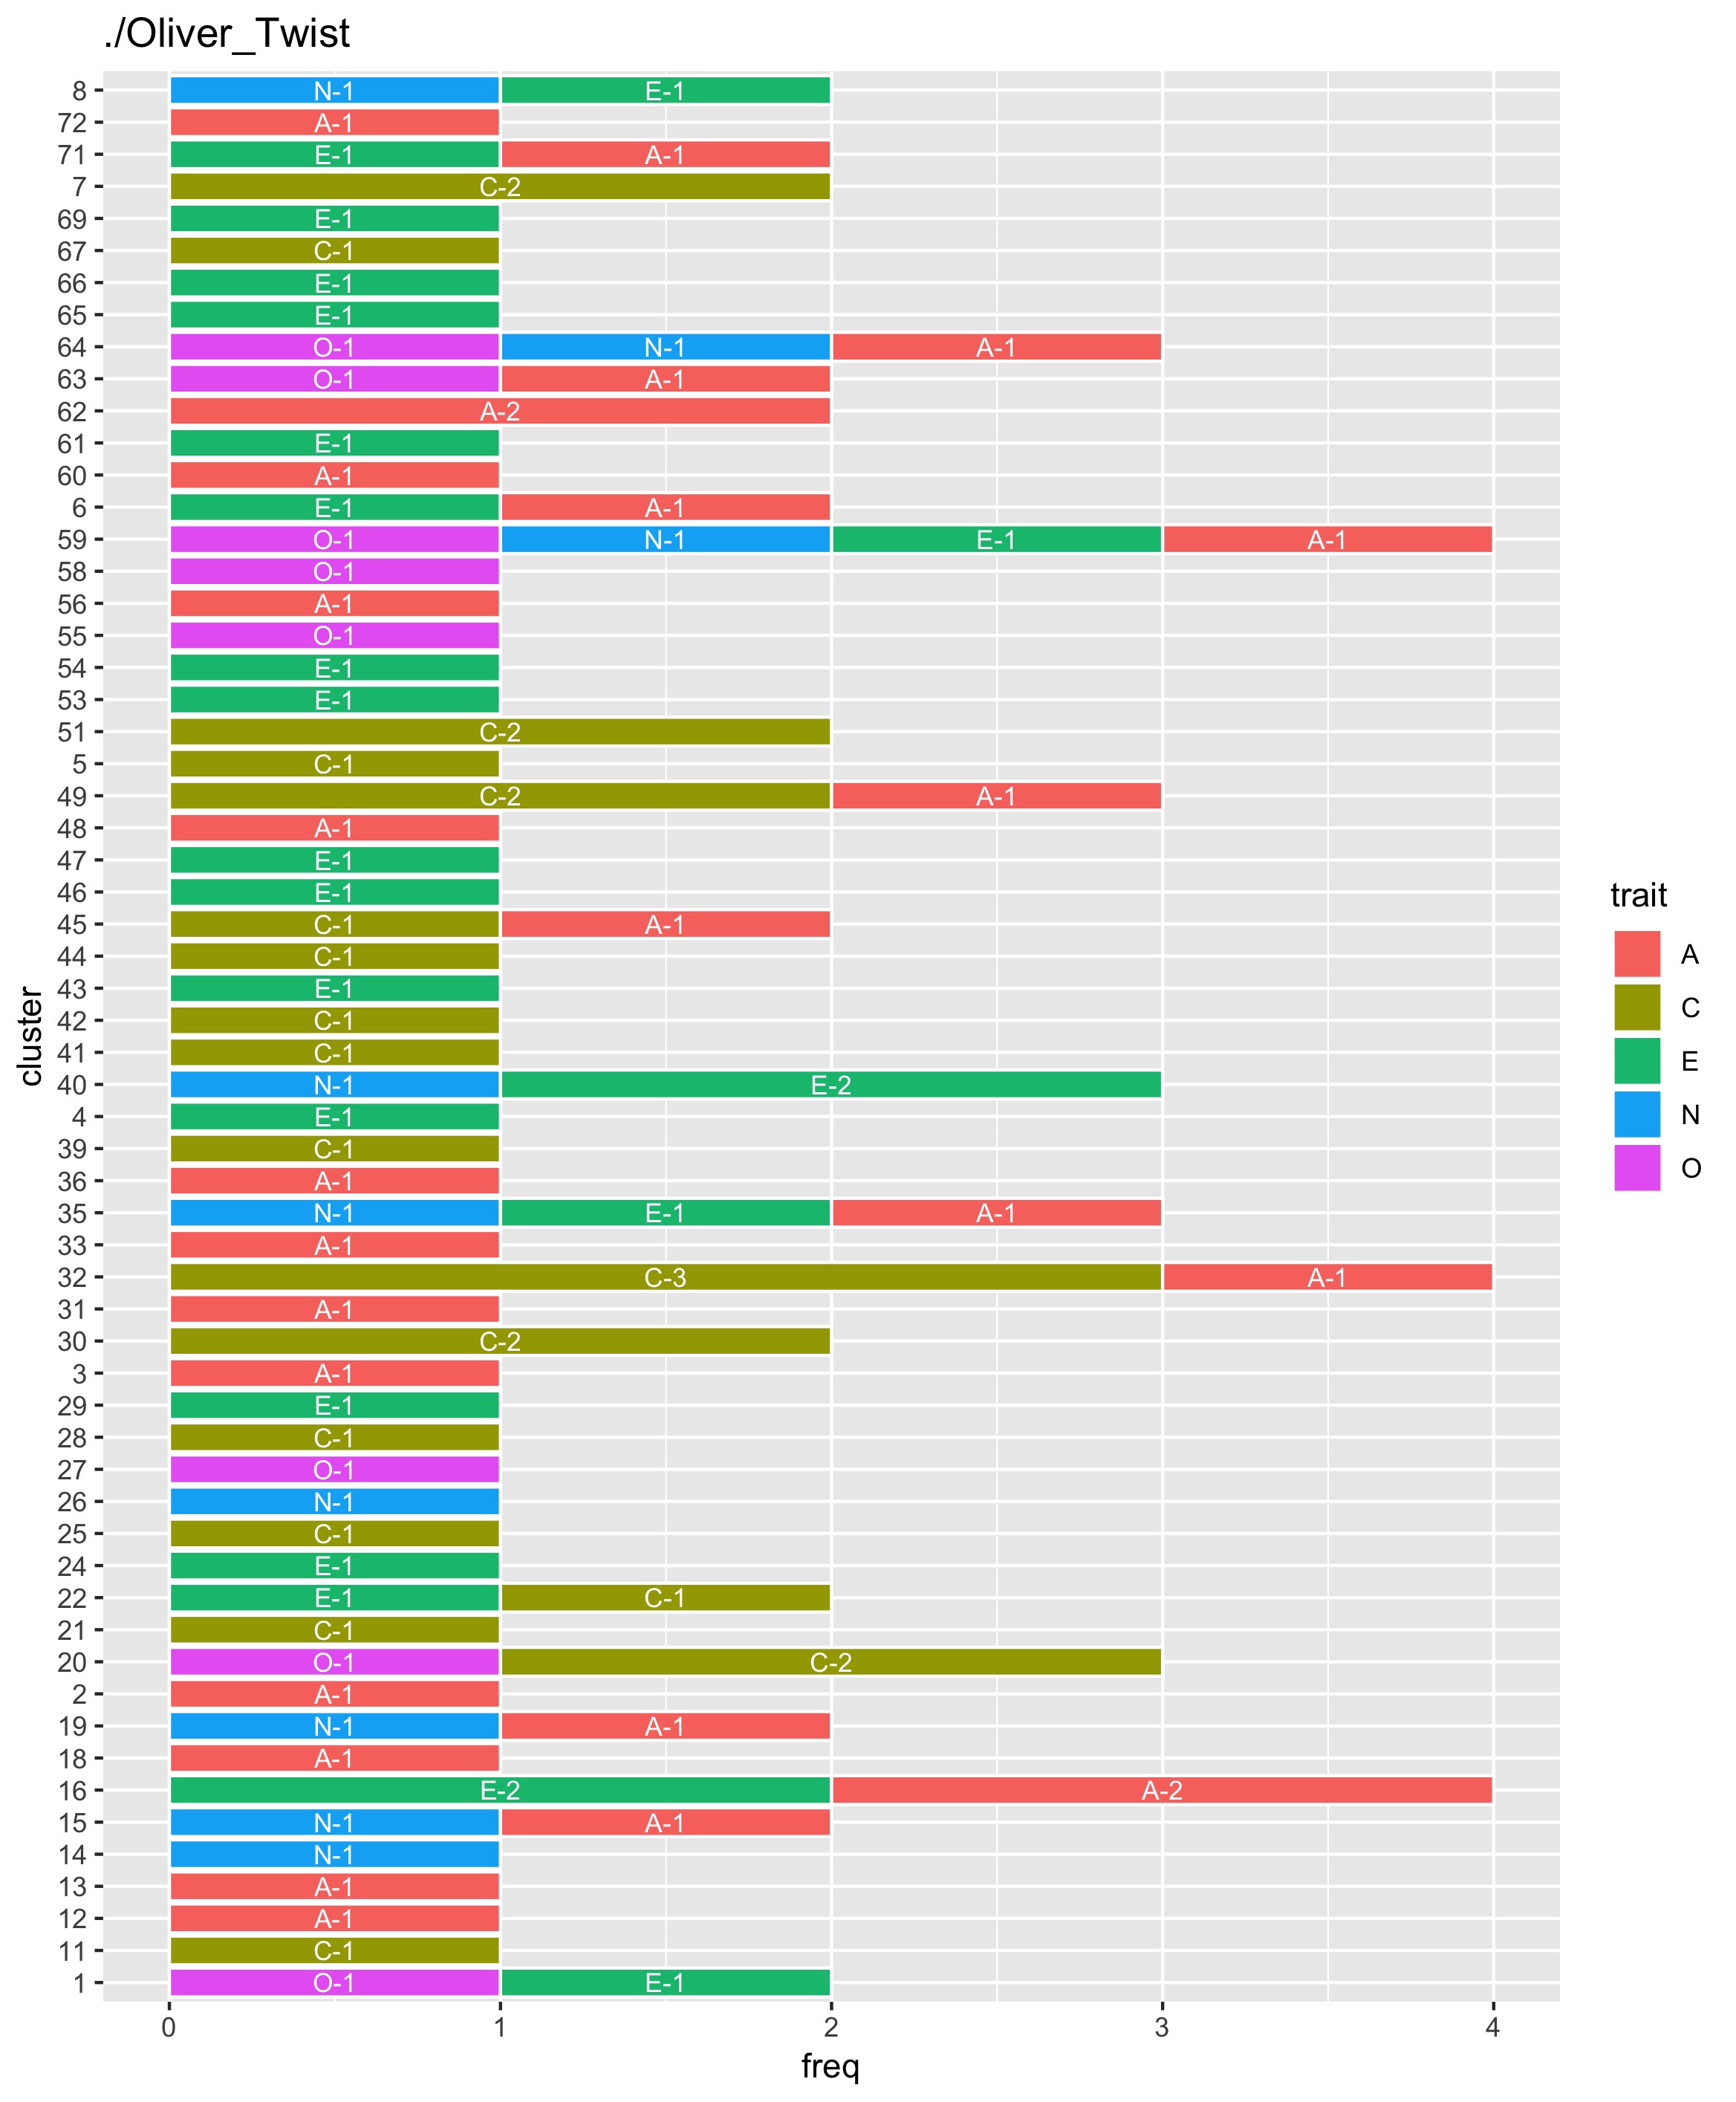 ./Oliver_Twist
8 N-1 E-1
72 A-1
71 E-1 A-1
7 C-2
69 E-1
67 C-1
66 E-1
65 E-1
64 O-1 N-1 A-1
63 O-1 A-1
62 A-2
61 E-1
60 A-1
6 E-1 A-1
59 O-1 N-1 E-1 A-1
58 O-1
56 A-1
55 O-1
54 E-1
53 E-1
51 C-2
5 C-1
49 C-2 A-1
48 A-1
47 E-1
46 E-1
45 C-1 A-1
44 C-1
43 E-1
42 C-1
41 C-1
40 N-1 E-2
4 E-1
39 C-1
36 A-1
35 N-1 E-1 A-1
33 A-1
32 C-3 A-1
31 A-1
30 C-2
3 A-1
29 E-1
28 C-1
27 O-1
26 N-1
25 C-1
24 E-1
22 E-1 C-1
21 C-1
20 O-1 C-2
2 A-1
19 N-1 A-1
18 A-1
16 E-2 A-2
15 N-1 A-1
14 N-1
13 A-1
12 A-1
11 C-1
1 O-1 E-1
0 1 2 3 4
freq
cluster
trait
A
C
E
N
O